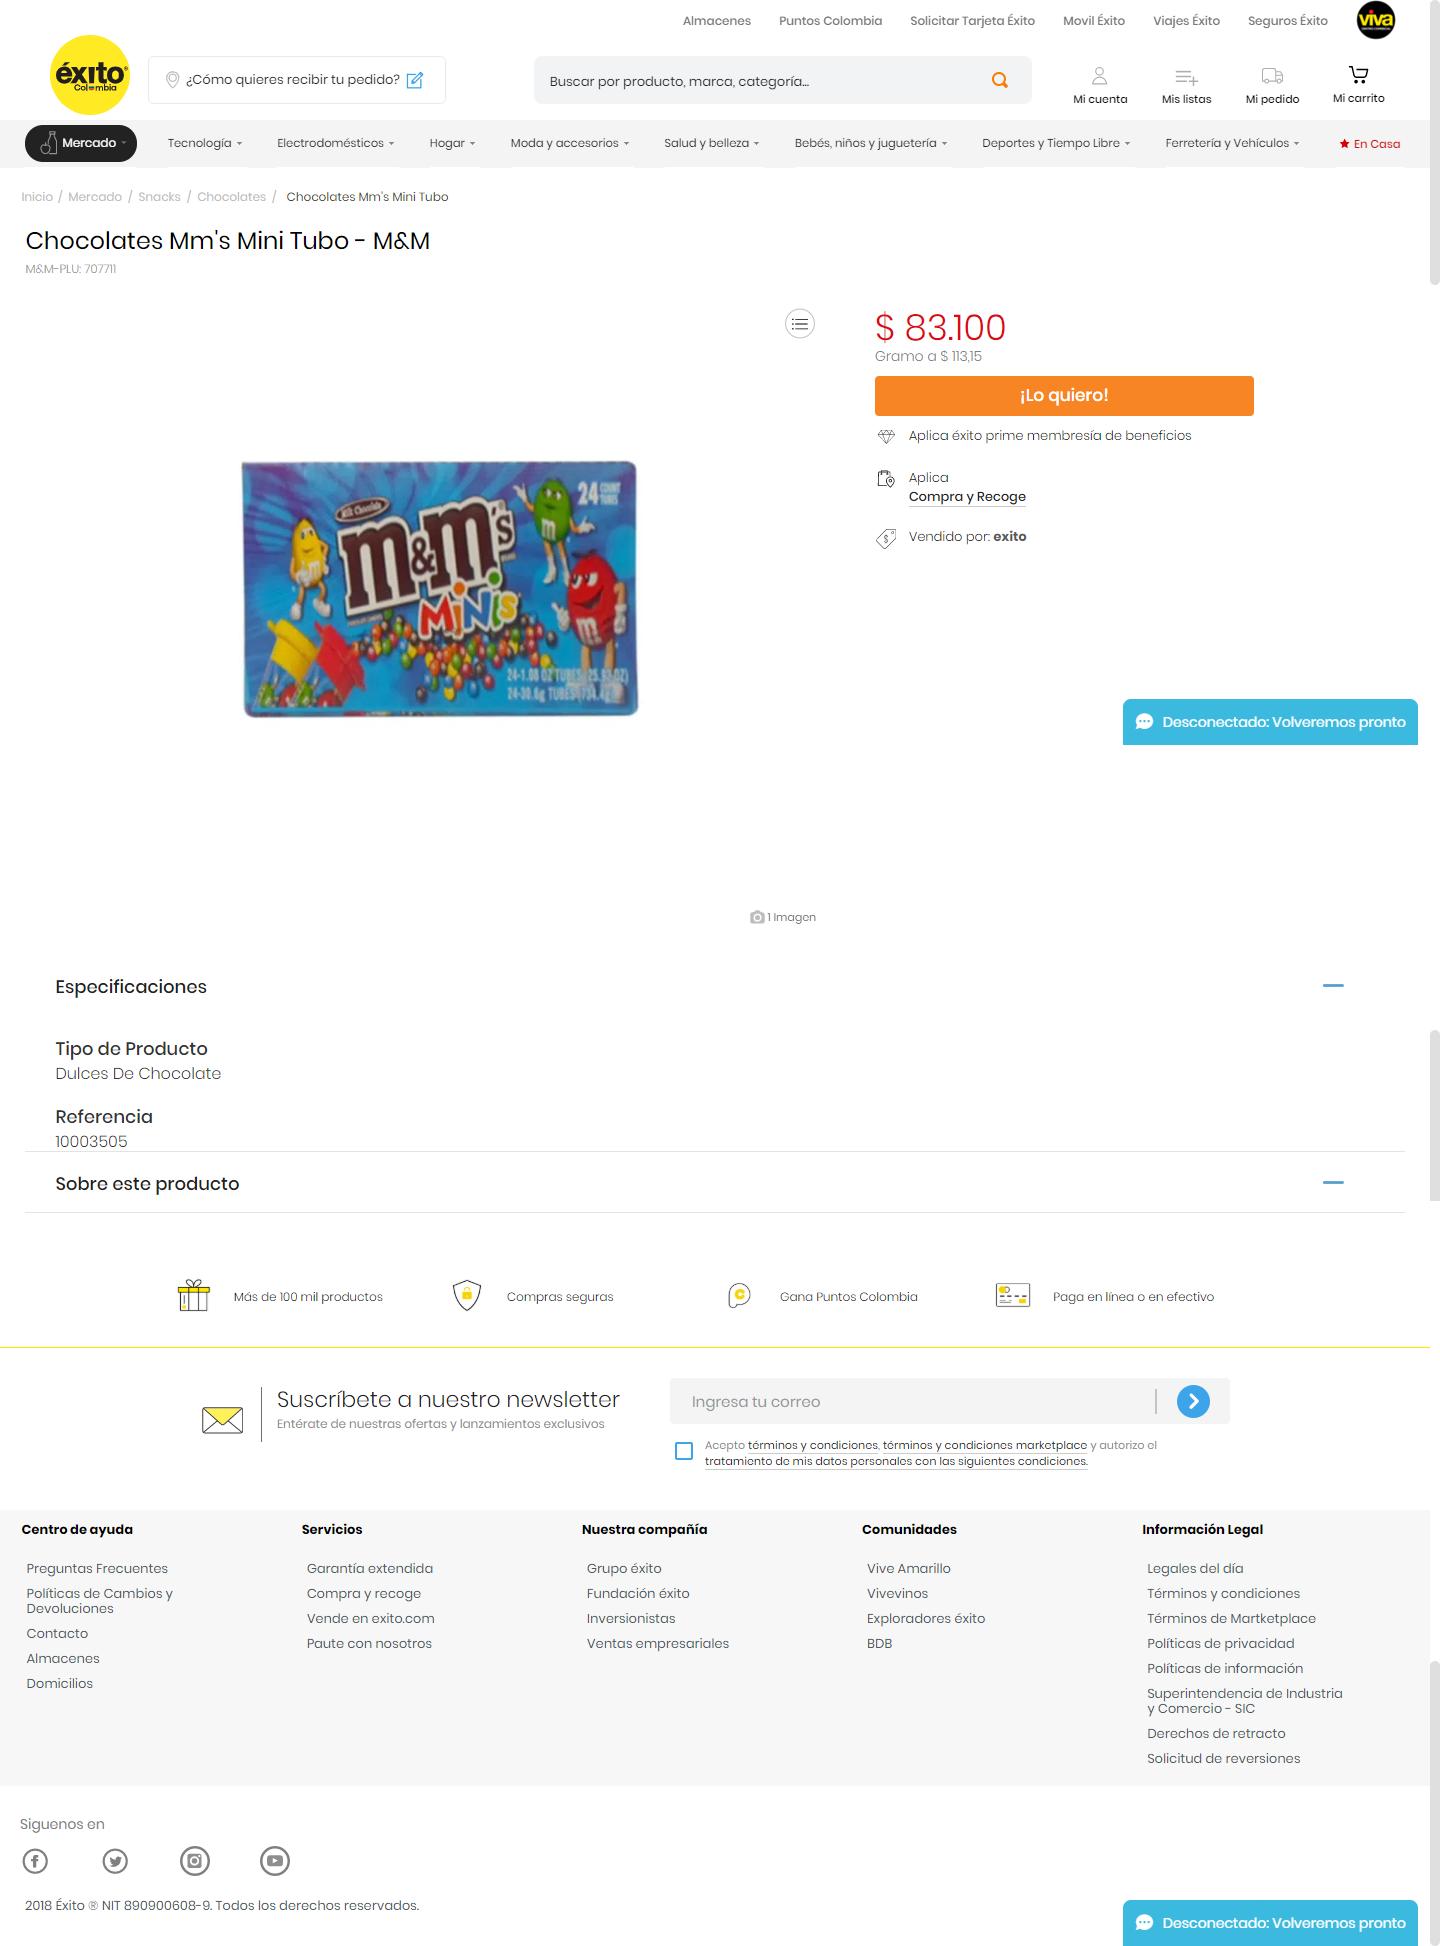 Almacenes Puntos Colombia Solicitar Tarjeta Éxito Movil Éxito Viajes Éxito Seguros Éxito viva
éxito
Colombia
¿Cómo quieres recibir tu pedido?
Buscar por producto, marca, categoría...
Mi cuenta Mis listas Mi pedido Mi carrito
Mercado Tecnología Electrodomésticos Hogar Moda y accesorios Salud y belleza Bebés, niños y juguetería Deportes y Tiempo Libre Ferretería y Vehículos En Casa
Inicio / Mercado / Snacks / Chocolates / Chocolates Mm's Mini Tubo
Chocolates Mm's Mini Tubo - M&M
M&M-PLU: 707711
$ 83.100
Gramo a $ 113,15
¡Lo quiero!
Aplica éxito prime membresía de beneficios
Aplica
Compra y Recoge
Vendido por: exito
24 COUNT
TUBES
Milk Chocolate
m&m's
MINIS
24-1.08 OZ TUBES (25.92 OZ)
24-30.6g TUBES
Desconectado: Volveremos pronto
1 Imagen
Especificaciones
Tipo de Producto
Dulces De Chocolate
Referencia
10003505
Sobre este producto
Más de 100 mil productos
Compras seguras
Gana Puntos Colombia
Paga en línea o en efectivo
Suscríbete a nuestro newsletter
Entérate de nuestras ofertas y lanzamientos exclusivos
Ingresa tu correo
Acepto términos y condiciones, términos y condiciones marketplace y autorizo el
tratamiento de mis datos personales con las siguientes condiciones.
Centro de ayuda
Preguntas Frecuentes
Políticas de Cambios y
Devoluciones
Contacto
Almacenes
Domicilios
Servicios
Garantía extendida
Compra y recoge
Vende en exito.com
Paute con nosotros
Nuestra compañía
Grupo éxito
Fundación éxito
Inversionistas
Ventas empresariales
Comunidades
Vive Amarillo
Vivevinos
Exploradores éxito
BDB
Información Legal
Legales del día
Términos y condiciones
Términos de Martketplace
Políticas de privacidad
Políticas de información
Superintendencia de Industria
y Comercio - SIC
Derechos de retracto
Solicitud de reversiones
Siguenos en
2018 Éxito ® NIT 890900608-9. Todos los derechos reservados.
Desconectado: Volveremos pronto